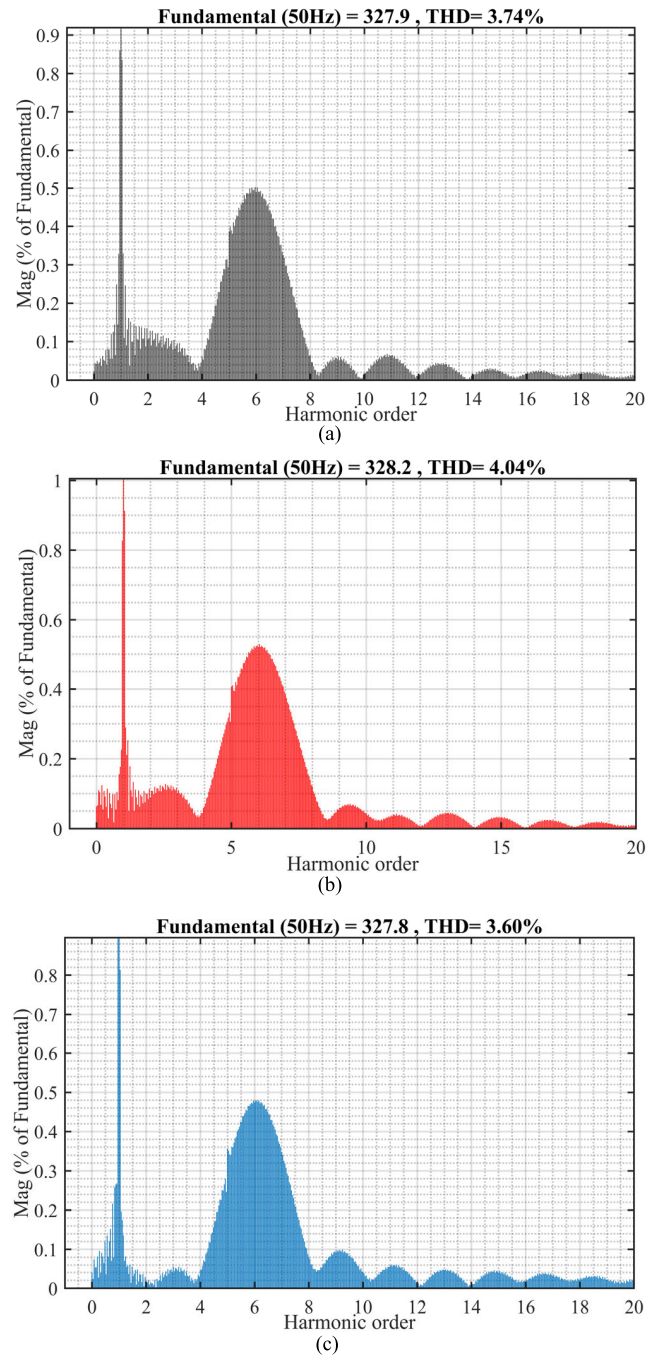 Fundamental (50Hz) = 327.9 , THD= 3.74%
0.9
0.8
0.7
0.6
0.5
0.4
0.3
0.2
0.1
0
Mag (% of Fundamental)
0 2 4 6 8 10 12 14 16 18 20
Harmonic order
(a)
Fundamental (50Hz) = 328.2 , THD= 4.04%
1
0.8
0.6
0.4
0.2
0
Mag (% of Fundamental)
0 5 10 15 20
Harmonic order
(b)
Fundamental (50Hz) = 327.8 , THD= 3.60%
0.8
0.7
0.6
0.5
0.4
0.3
0.2
0.1
0
Mag (% of Fundamental)
0 2 4 6 8 10 12 14 16 18 20
Harmonic order
(c)